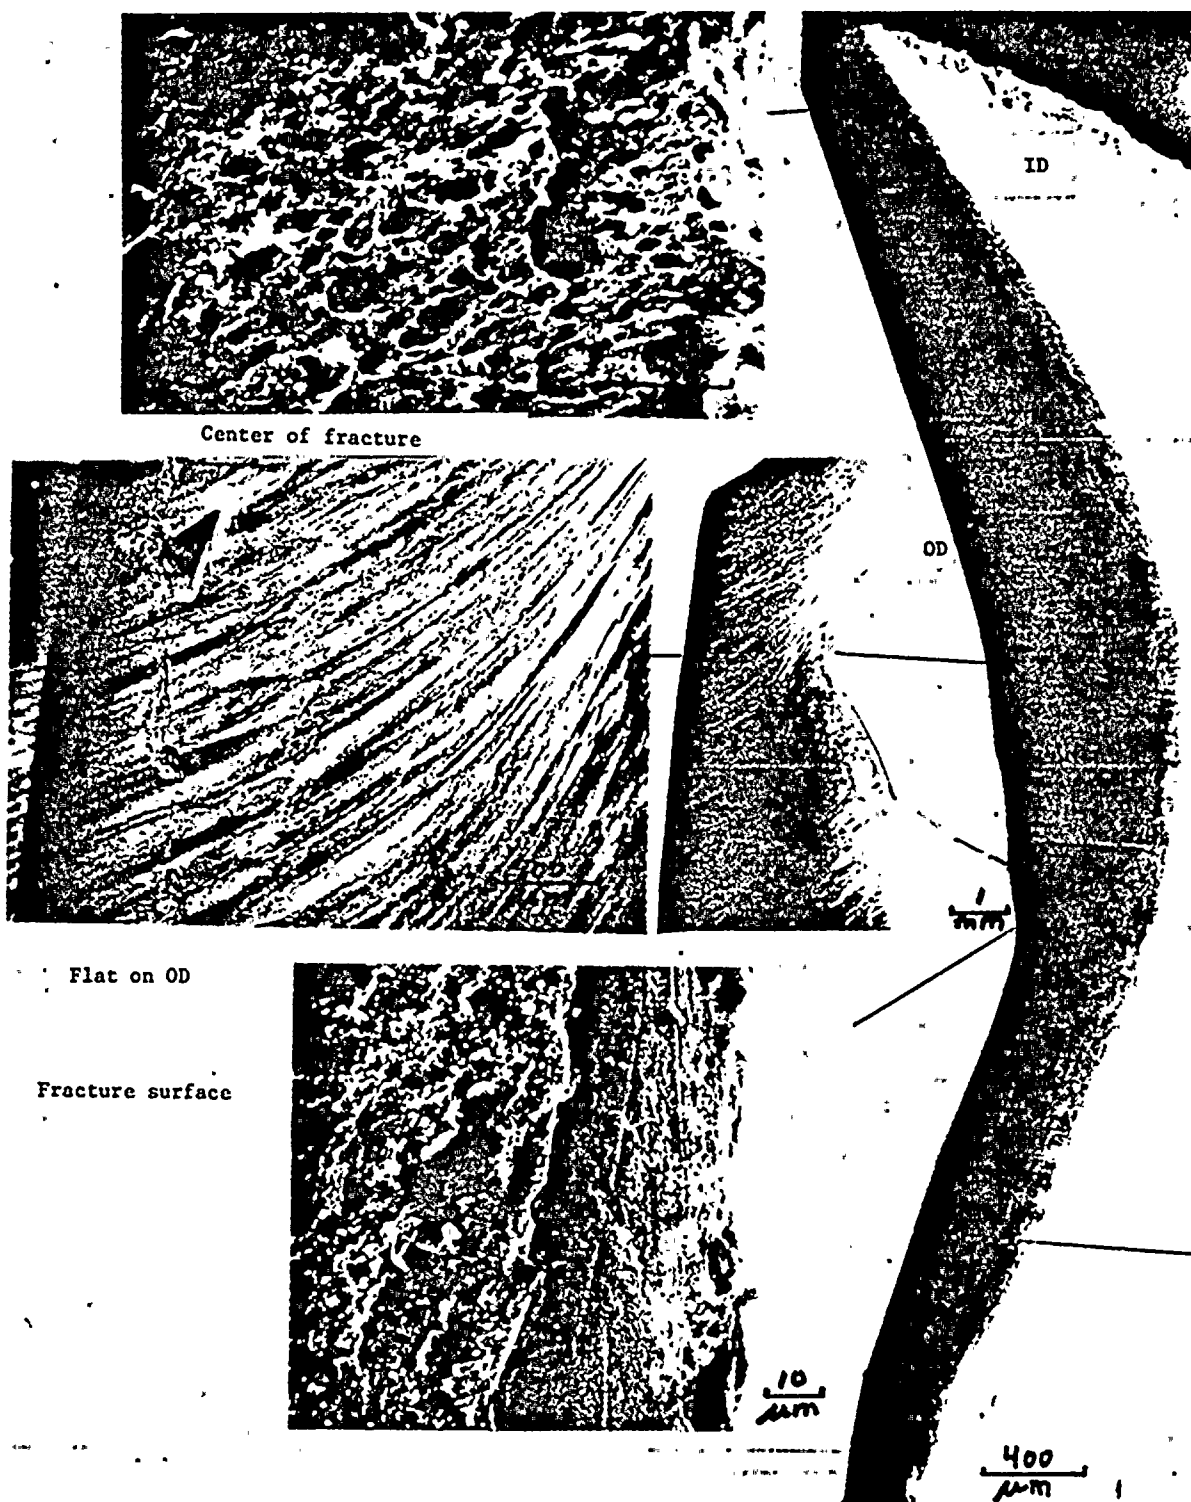 ID
Center of fracture
OD
1
mm
Flat on OD
Fracture surface
10
μm
400
μm